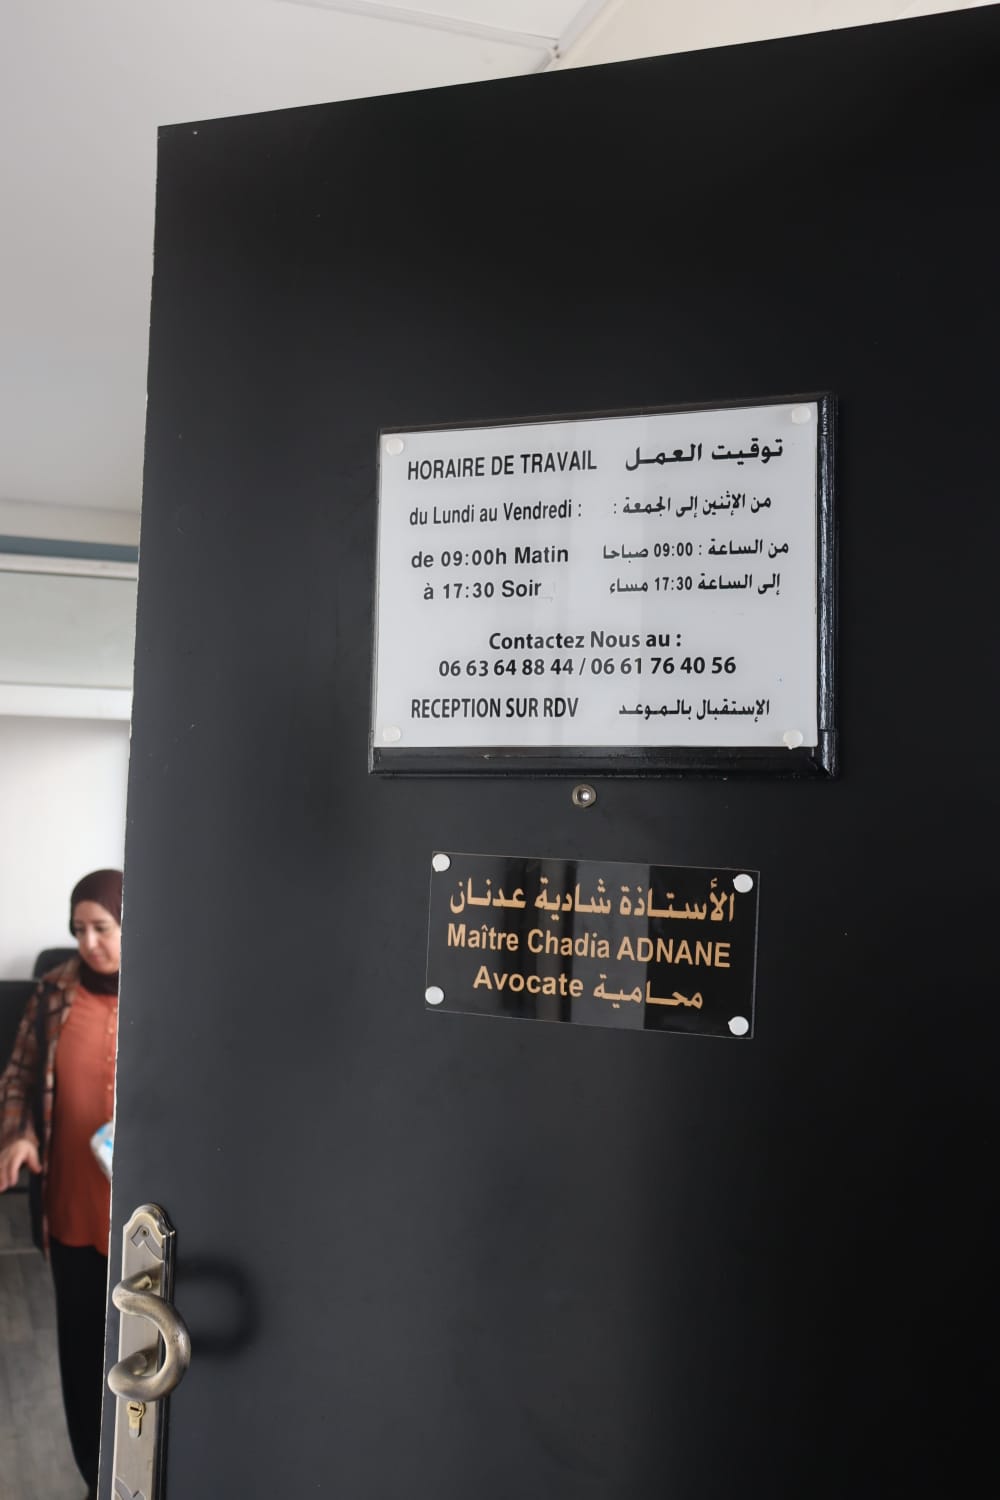 HORAIRE DE TRAVAIL توقيت العمل
du Lundi au Vendredi : من الإثنين إلى الجمعة :
de 09:00h Matin من الساعة : 09:00 صباحا
à 17:30 Soir إلى الساعة 17:30 مساء
Contactez Nous au :
06 63 64 88 44 / 06 61 76 40 56
RECEPTION SUR RDV الإستقبال بالموعد
الأستاذة شادية عدنان
Maître Chadia ADNANE
Avocate محامية